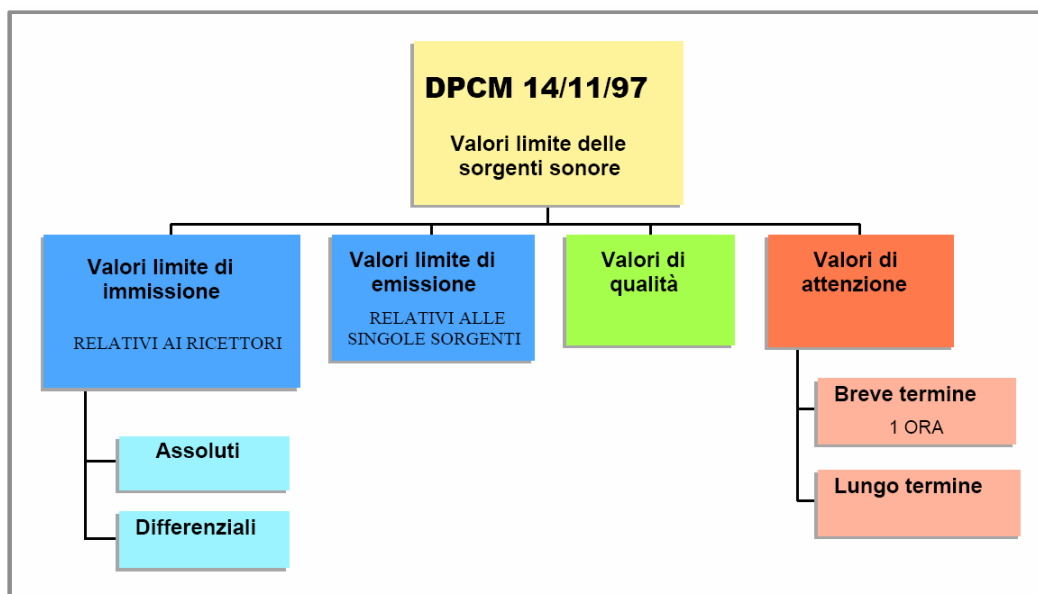 DPCM 14/11/97
Valori limite delle
sorgenti sonore
Valori limite di
immissione
RELATIVI AI RICETTORI
Valori limite di
emissione
RELATIVI ALLE
SINGOLE SORGENTI
Valori di
qualità
Valori di
attenzione
Assoluti
Differenziali
Breve termine
1 ORA
Lungo termine